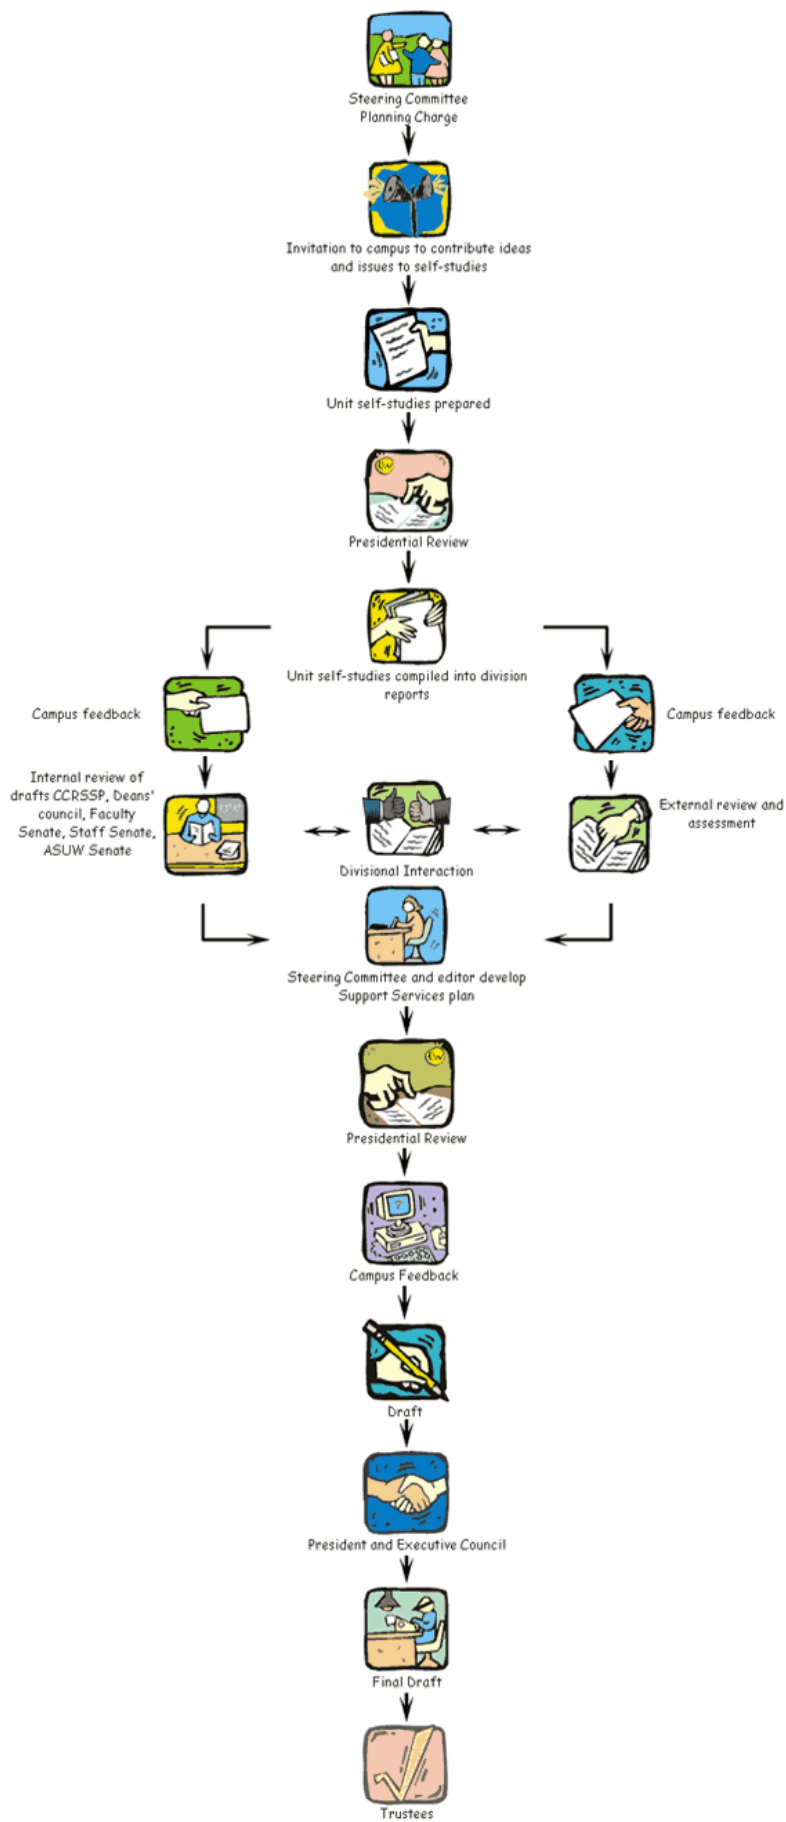 Steering Committee
Planning Charge
Invitation to campus to contribute ideas
and issues to self-studies
Unit self-studies prepared
Presidential Review
Unit self-studies compiled into division
reports
Campus feedback
Campus feedback
Internal review of
drafts CCRSSP, Deans'
council, Faculty
Senate, Staff Senate,
ASUW Senate
External review and
assessment
Divisional Interaction
Steering Committee and editor develop
Support Services plan
Presidential Review
?
Campus Feedback
Draft
President and Executive Council
Final Draft
Trustees